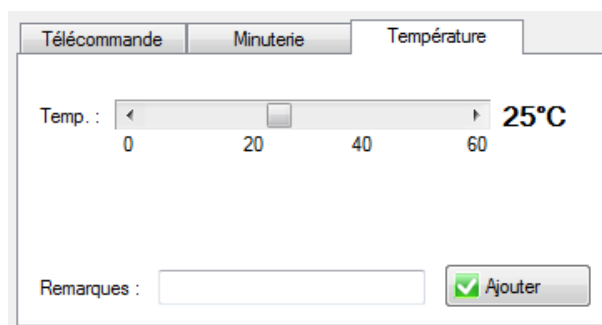 Télécommande Minuterie Température
Temp. : 25°C
0 20 40 60
Remarques : Ajouter